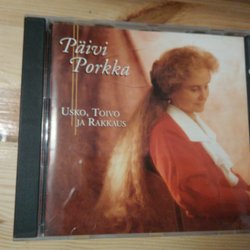 Päivi
Porkka
Usko, Toivo
ja Rakkaus